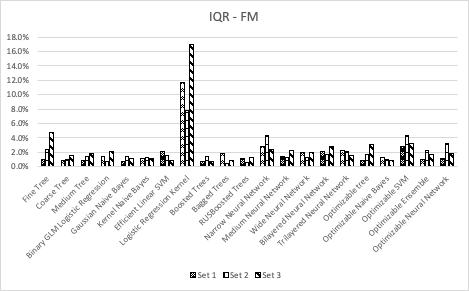 IQR - FM
18.0%
16.0%
14.0%
12.0%
10.0%
8.0%
6.0%
4.0%
2.0%
0.0%
Fine Tree
Coarse Tree
Medium Tree
Binary GLM Logistic Regression
Gaussian Naive Bayes
Kernel Naive Bayes
Efficient Linear SVM
Logistic Regression Kernel
Boosted Trees
Bagged Trees
RUSBoosted Trees
Narrow Neural Network
Medium Neural Network
Wide Neural Network
Bilayered Neural Network
Trilayered Neural Network
Optimizable tree
Optimizable Naive Bayes
Optimizable SVM
Optimizable Ensemble
Optimizable Neural Network
Set 1 Set 2 Set 3